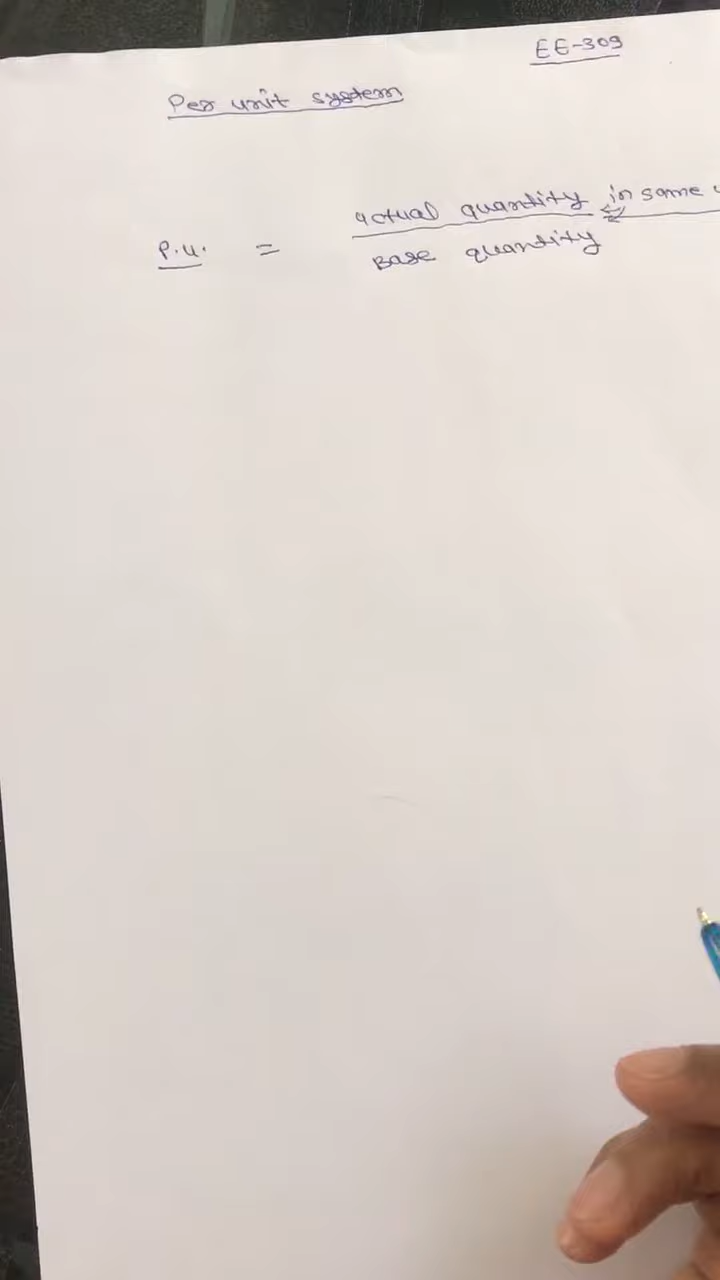 EE-309
Per unit system
actual quantity in same
P.u. =
Base quantity